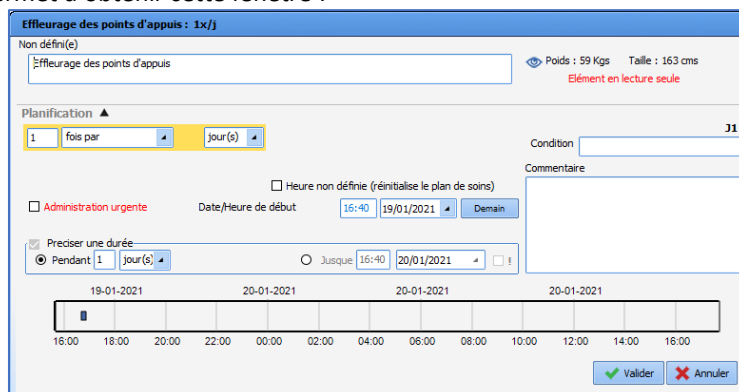 ermet d'obtenir cette fenêtre :
Effleurage des points d'appuis : 1x/j
Non défini(e)
Effleurage des points d'appuis
Poids : 59 Kgs Taille : 163 cms
Elément en lecture seule
Planification ▲
J1
1 fois par jour(s)
Condition
Commentaire
Heure non définie (réinitialise le plan de soins)
Administration urgente Date/Heure de début 16:40 19/01/2021 Demain
Preciser une durée
Pendant 1 jour(s) Jusque 16:40 20/01/2021 !
19-01-2021 20-01-2021 20-01-2021 20-01-2021
16:00 18:00 20:00 22:00 00:00 02:00 04:00 06:00 08:00 10:00 12:00 14:00 16:00
Valider Annuler